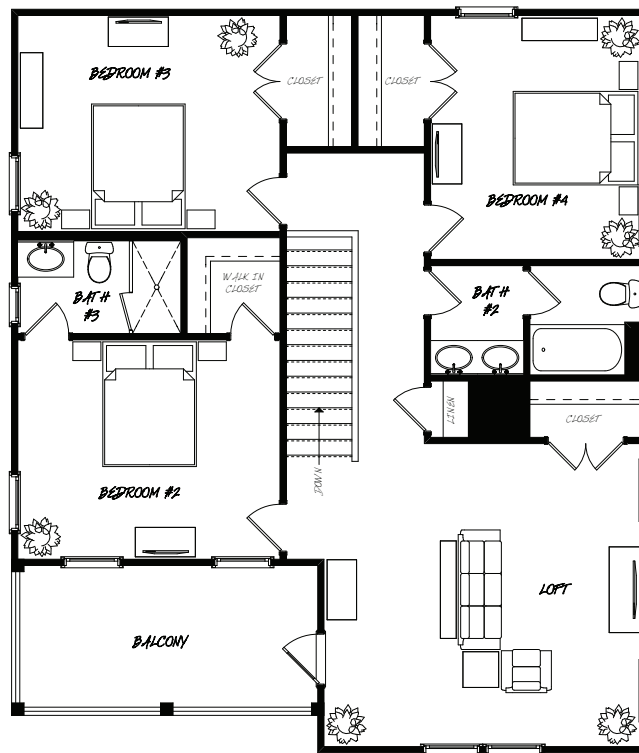 BEDROOM #3
CLOSET
CLOSET
BEDROOM #4
WALK IN
CLOSET
BATH
#3
BATH
#2
LINEN
CLOSET
DOWN
BEDROOM #2
LOFT
BALCONY